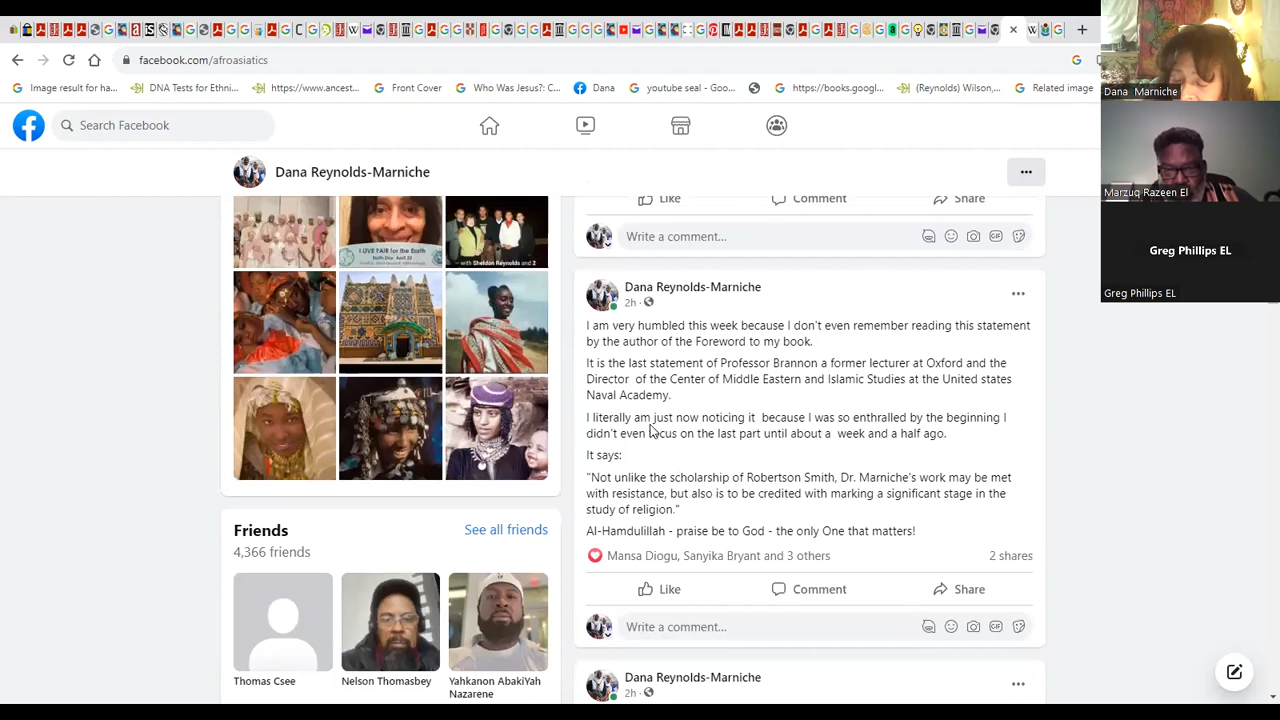 facebook.com/afroasiatics
Image result for ha...
DNA Tests for Ethni...
https://www.ancest...
Front Cover
Who Was Jesus?: C...
Dana
youtube seal - Goo...
https://books.googl...
(Reynolds) Wilson,...
Related image
Dana Marniche
Search Facebook
Marzuq Razeen El
Dana Reynolds-Marniche
Like
Comment
Share
Write a comment...
I LIVE FAIR for the Earth
with Sheldon Reynolds and 2
Greg Phillips EL
Greg Phillips EL
Dana Reynolds-Marniche
2h
I am very humbled this week because I don't even remember reading this statement
by the author of the Foreword to my book.
It is the last statement of Professor Brannon a former lecturer at Oxford and the
Director of the Center of Middle Eastern and Islamic Studies at the United states
Naval Academy.
I literally am just now noticing it because I was so enthralled by the beginning I
didn't even focus on the last part until about a week and a half ago.
It says:
"Not unlike the scholarship of Robertson Smith, Dr. Marniche's work may be met
with resistance, but also is to be credited with marking a significant stage in the
study of religion."
Al-Hamdulillah - praise be to God - the only One that matters!
Mansa Diogu, Sanyika Bryant and 3 others
2 shares
Like
Comment
Share
Write a comment...
Friends
See all friends
4,366 friends
Thomas Csee
Nelson Thomasbey
Yahkanon AbakiYah
Nazarene
Dana Reynolds-Marniche
2h